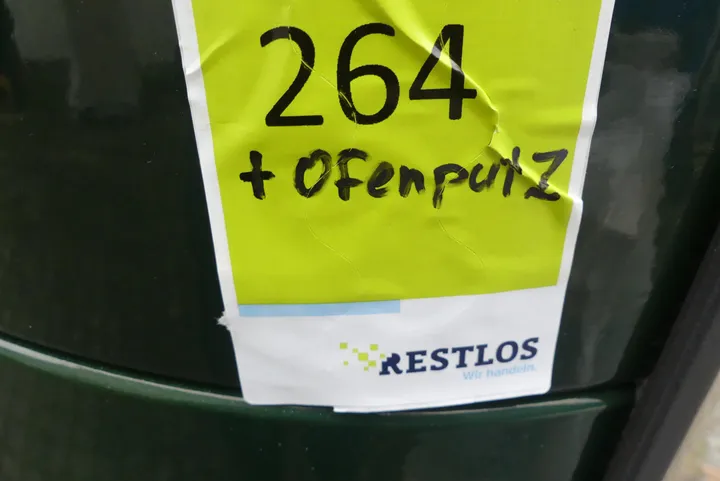 264
+ Ofenputz
RESTLOS
Wir handeln.